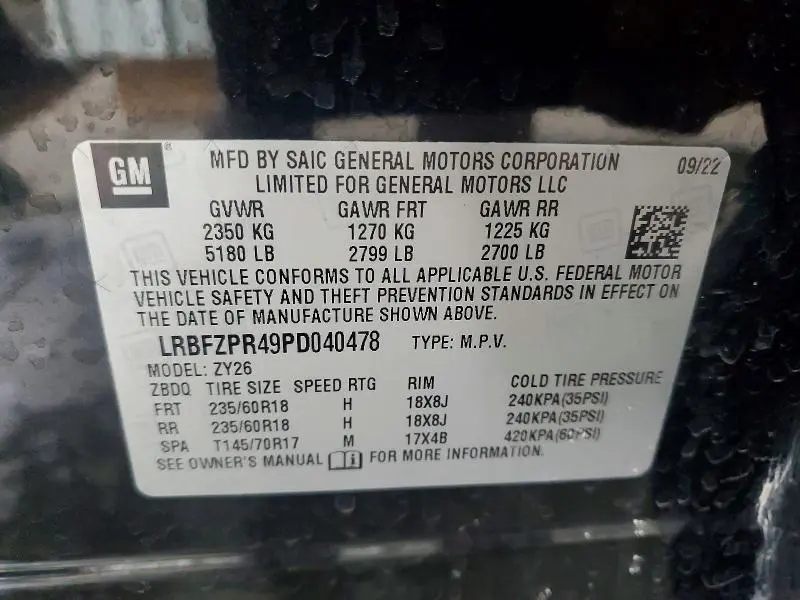 GM ® MFD BY SAIC GENERAL MOTORS CORPORATION 09/22
LIMITED FOR GENERAL MOTORS LLC
GVWR GAWR FRT GAWR RR
2350 KG 1270 KG 1225 KG
5180 LB 2799 LB 2700 LB
THIS VEHICLE CONFORMS TO ALL APPLICABLE U.S. FEDERAL MOTOR
VEHICLE SAFETY AND THEFT PREVENTION STANDARDS IN EFFECT ON
THE DATE OF MANUFACTURE SHOWN ABOVE.
LRBFZPR49PD040478 TYPE: M.P.V.
MODEL: ZY26
ZBDQ TIRE SIZE SPEED RTG RIM COLD TIRE PRESSURE
FRT 235/60R18 H 18X8J 240KPA(35PSI)
RR 235/60R18 H 18X8J 240KPA(35PSI)
SPA T145/70R17 M 17X4B 420KPA(60PSI)
SEE OWNER'S MANUAL FOR MORE INFORMATION.